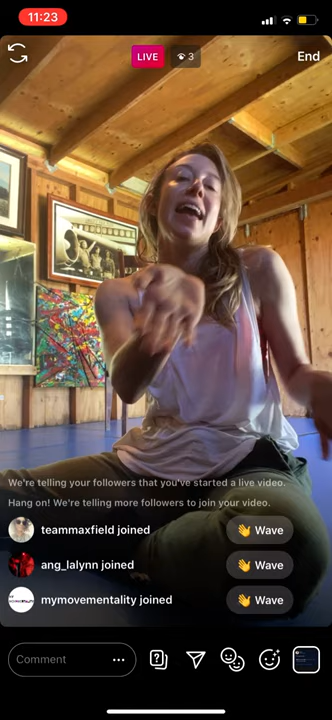 11:23
LIVE
3
End
We're telling your followers that you've started a live video.
Hang on! We're telling more followers to join your video.
teammaxfield joined
👋 Wave
ang_lalynn joined
👋 Wave
mymovementality joined
👋 Wave
Comment